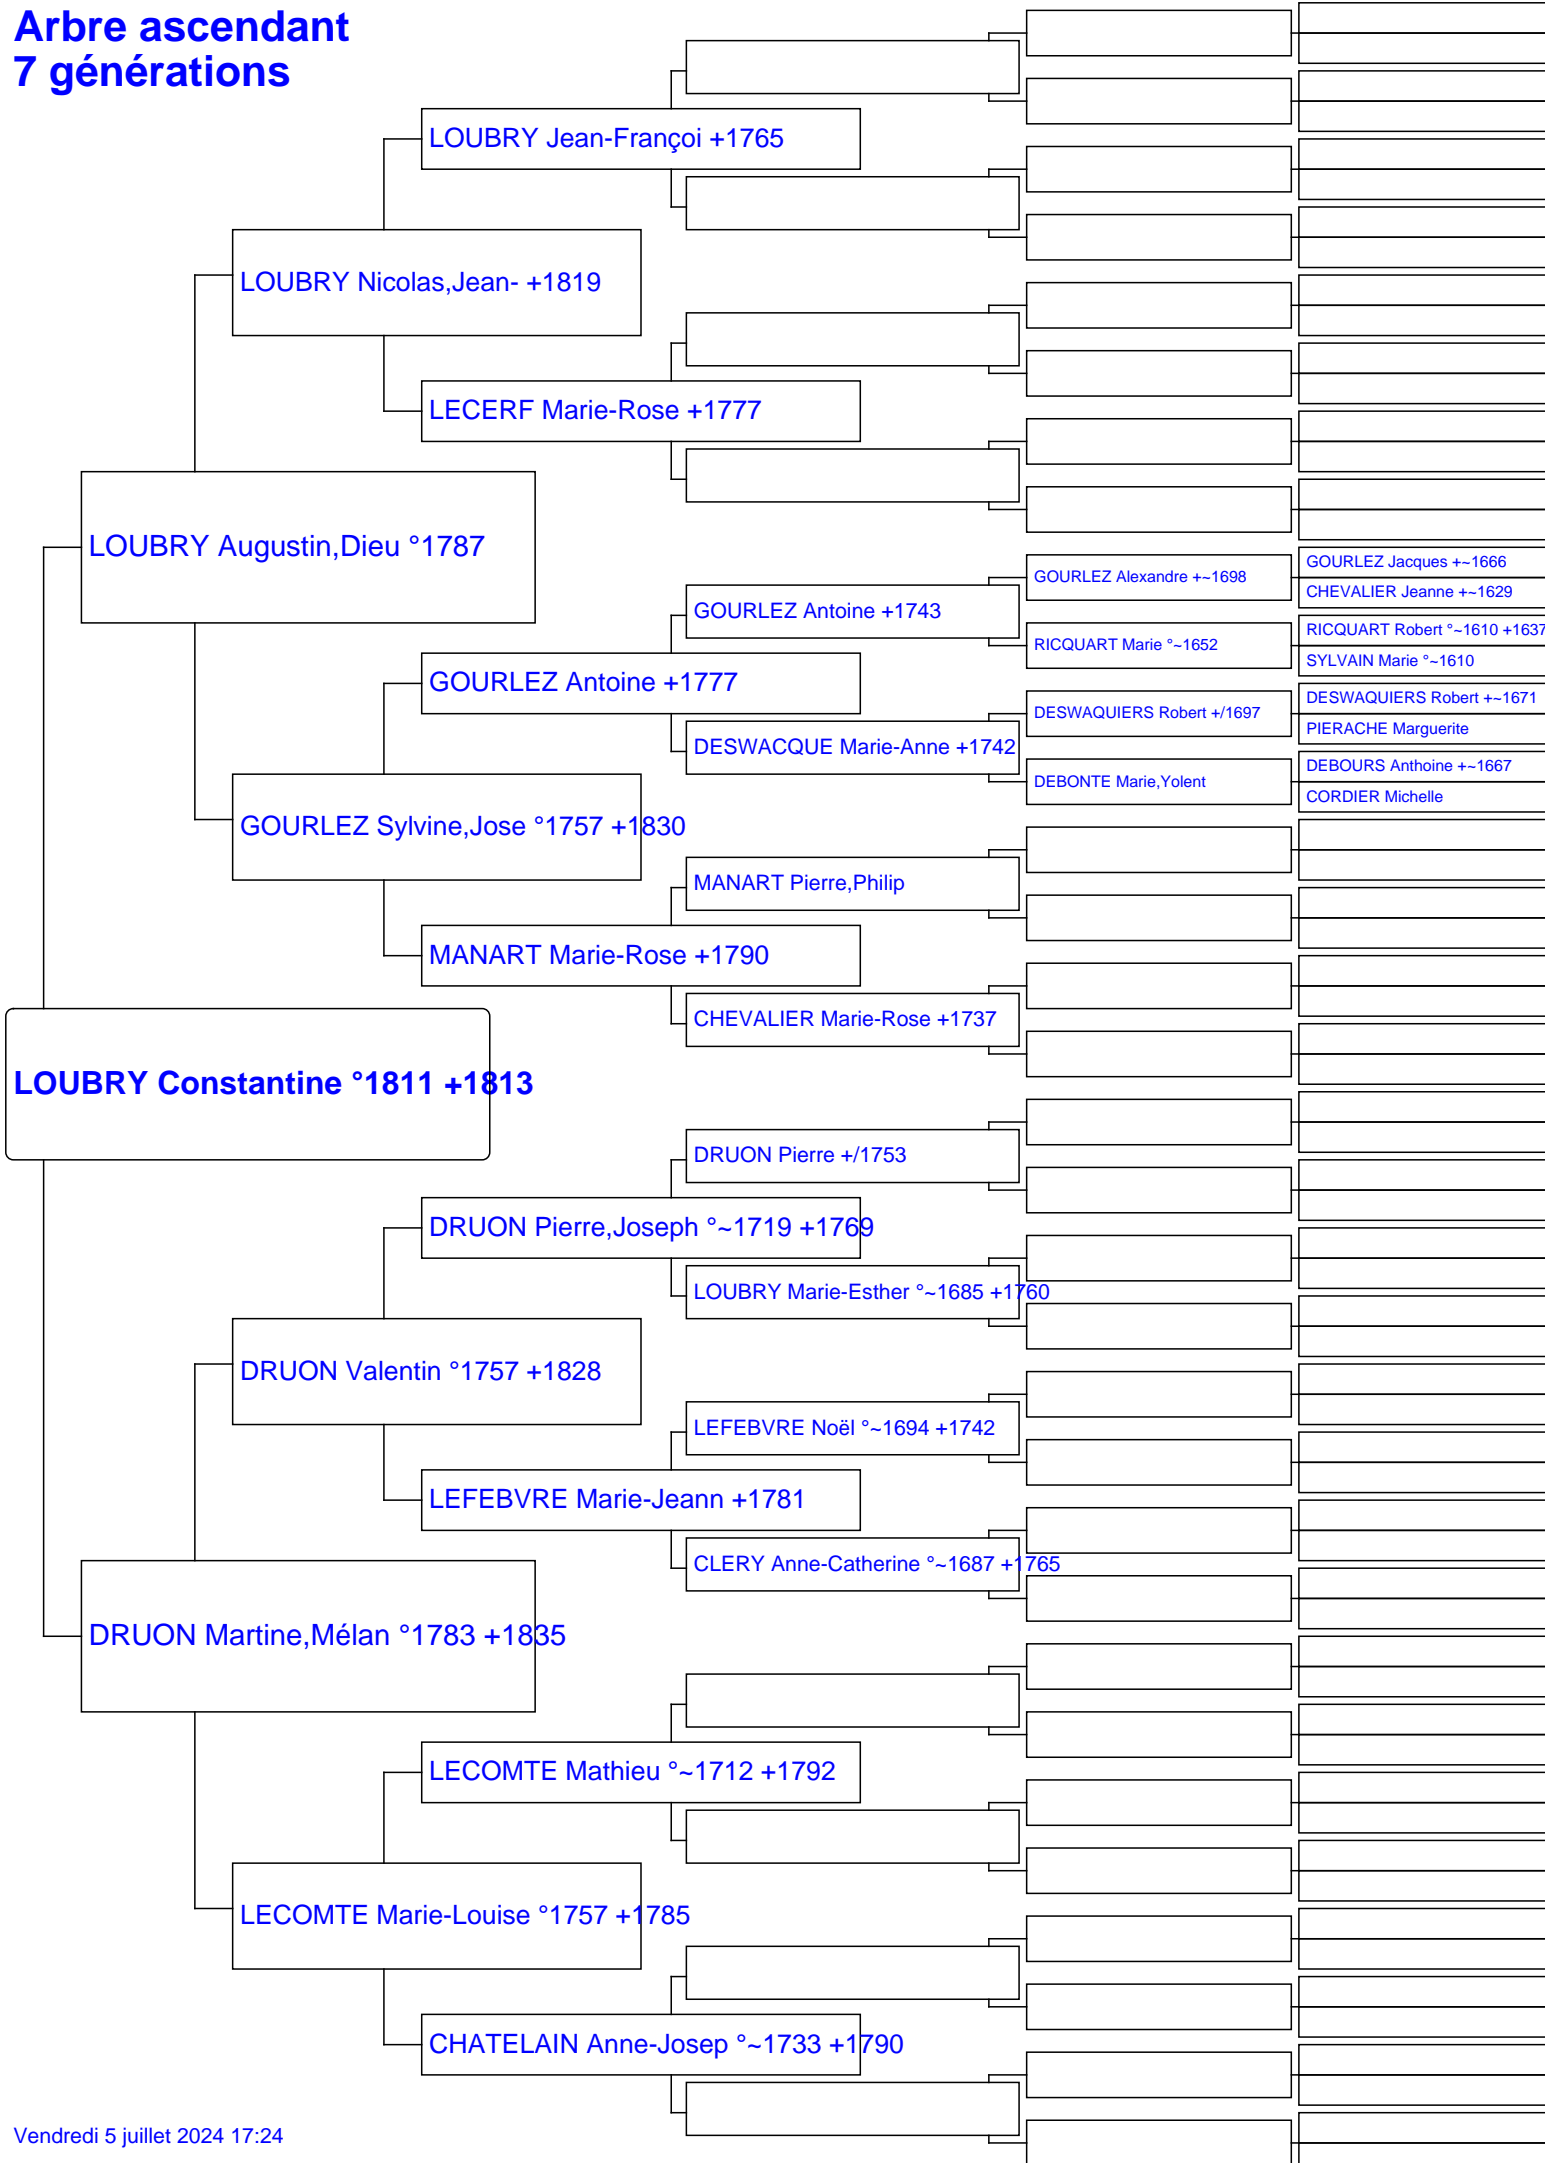 Arbre ascendant
7 générations
LOUBRY Jean-Françoi +1765
LOUBRY Nicolas,Jean- +1819
LECERF Marie-Rose +1777
LOUBRY Augustin,Dieu °1787
GOURLEZ Jacques +~1666
GOURLEZ Alexandre +~1698
CHEVALIER Jeanne +~1629
GOURLEZ Antoine +1743
RICQUART Robert °~1610 +1637
RICQUART Marie °~1652
SYLVAIN Marie °~1610
GOURLEZ Antoine +1777
DESWAQUIERS Robert +~1671
DESWAQUIERS Robert +/1697
PIERACHE Marguerite
DESWACQUE Marie-Anne +1742
DEBOURS Anthoine +~1667
DEBONTE Marie,Yolent
CORDIER Michelle
GOURLEZ Sylvine,Jose °1757 +1830
MANART Pierre,Philip
MANART Marie-Rose +1790
CHEVALIER Marie-Rose +1737
LOUBRY Constantine °1811 +1813
DRUON Pierre +/1753
DRUON Pierre,Joseph °~1719 +1769
LOUBRY Marie-Esther °~1685 +1760
DRUON Valentin °1757 +1828
LEFEBVRE Noël °~1694 +1742
LEFEBVRE Marie-Jeann +1781
CLERY Anne-Catherine °~1687 +1765
DRUON Martine,Mélan °1783 +1835
LECOMTE Mathieu °~1712 +1792
LECOMTE Marie-Louise °1757 +1785
CHATELAIN Anne-Josep °~1733 +1790
Vendredi 5 juillet 2024 17:24